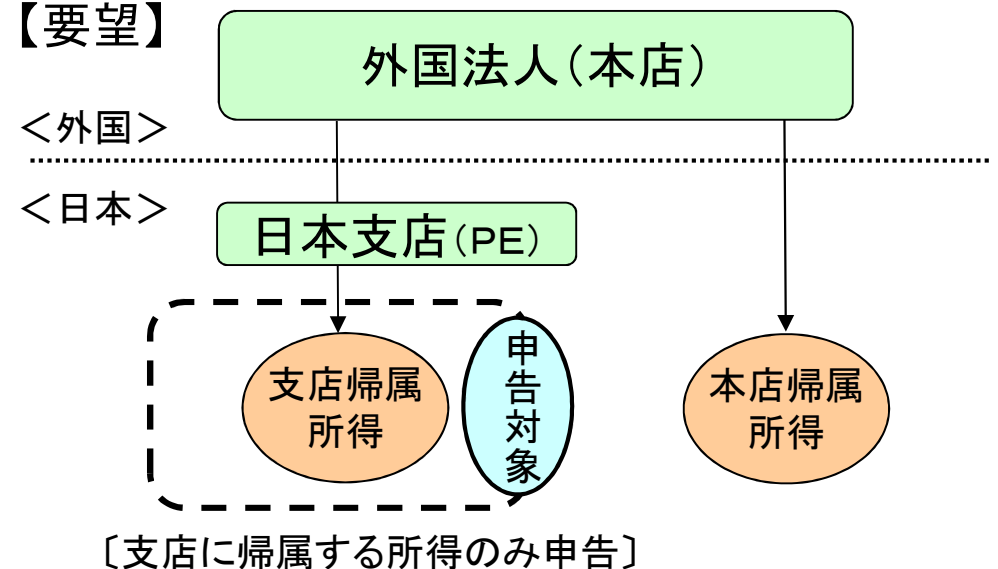 【要望】
外国法人（本店）
＜外国＞
＜日本＞
日本支店（PE）
支店帰属
所得
申告対象
本店帰属
所得
〔支店に帰属する所得のみ申告〕